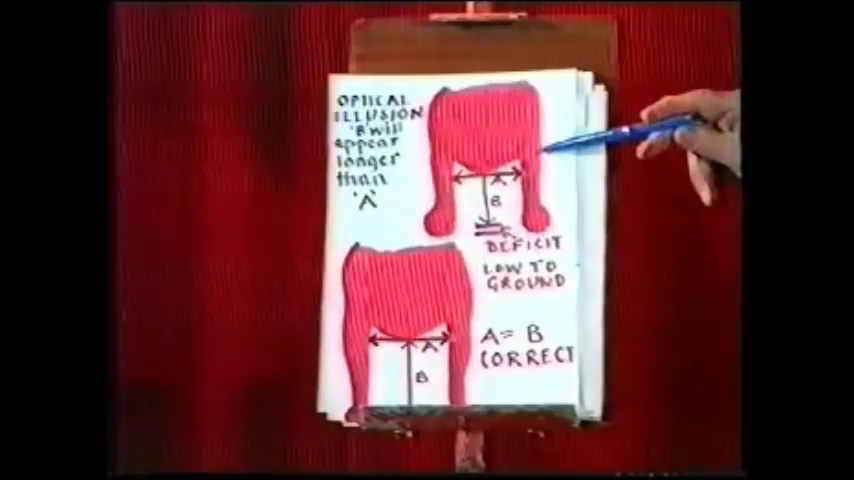 OPTICAL
ILLUSION
'B' will
appear
longer
than
'A'
A
B
DEFICIT
LOW TO
GROUND
A
B
A = B
CORRECT